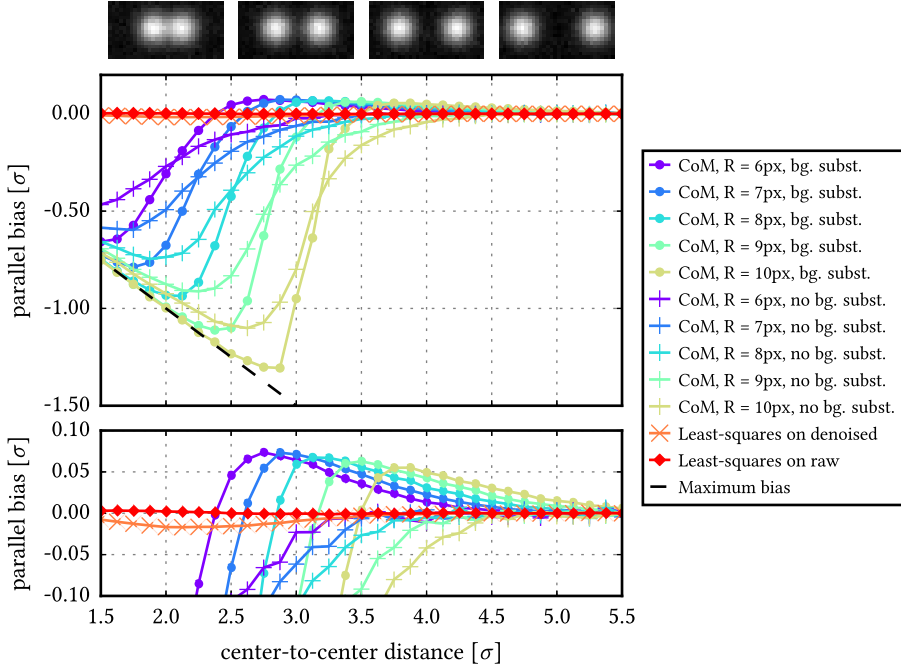 0.00
-0.50
-1.00
-1.50
parallel bias [σ]
0.10
0.05
0.00
-0.05
-0.10
parallel bias [σ]
1.5 2.0 2.5 3.0 3.5 4.0 4.5 5.0 5.5
center-to-center distance [σ]
CoM, R = 6px, bg. subst.
CoM, R = 7px, bg. subst.
CoM, R = 8px, bg. subst.
CoM, R = 9px, bg. subst.
CoM, R = 10px, bg. subst.
CoM, R = 6px, no bg. subst.
CoM, R = 7px, no bg. subst.
CoM, R = 8px, no bg. subst.
CoM, R = 9px, no bg. subst.
CoM, R = 10px, no bg. subst.
Least-squares on denoised
Least-squares on raw
Maximum bias